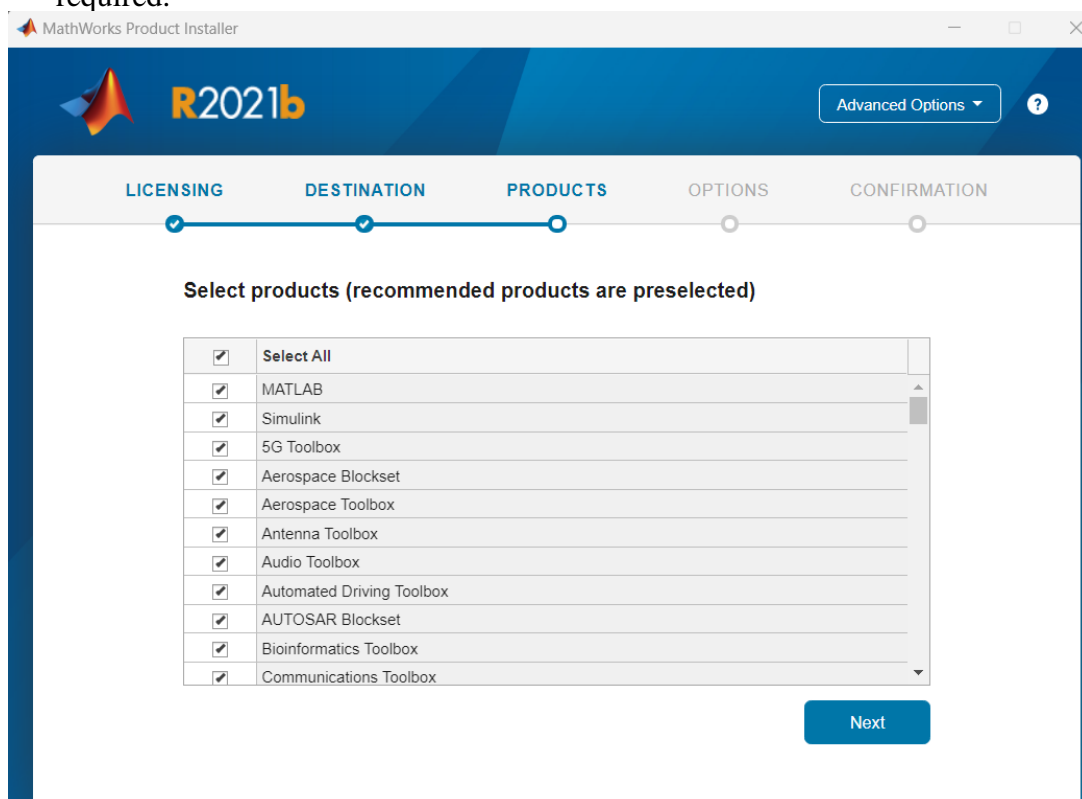 required.
MathWorks Product Installer
R2021b
Advanced Options
?
LICENSING DESTINATION PRODUCTS OPTIONS CONFIRMATION
Select products (recommended products are preselected)
Select All
MATLAB
Simulink
5G Toolbox
Aerospace Blockset
Aerospace Toolbox
Antenna Toolbox
Audio Toolbox
Automated Driving Toolbox
AUTOSAR Blockset
Bioinformatics Toolbox
Communications Toolbox
Next